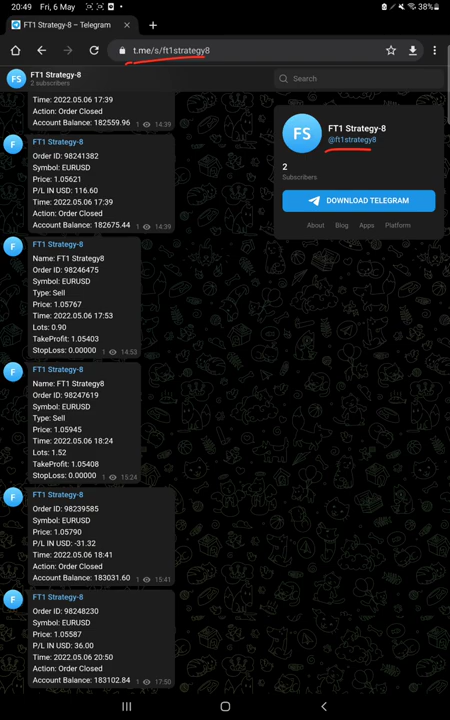 20:49 Fri, 6 May
38%
FT1 Strategy-8 – Telegram
t.me/s/ft1strategy8
FS
FT1 Strategy-8
2 subscribers
Search
Time: 2022.05.06 17:39
Action: Order Closed
Account Balance: 182559.96
1 14:39
F
FT1 Strategy-8
Order ID: 98241382
Symbol: EURUSD
Price: 1.05621
P/L IN USD: 116.60
Time: 2022.05.06 17:39
Action: Order Closed
Account Balance: 182675.44
1 14:39
F
FT1 Strategy-8
Name: FT1 Strategy8
Order ID: 98246475
Symbol: EURUSD
Type: Sell
Price: 1.05767
Time: 2022.05.06 17:53
Lots: 0.90
TakeProfit: 1.05403
StopLoss: 0.00000
1 14:53
F
FT1 Strategy-8
Name: FT1 Strategy8
Order ID: 98247619
Symbol: EURUSD
Type: Sell
Price: 1.05945
Time: 2022.05.06 18:24
Lots: 1.52
TakeProfit: 1.05408
StopLoss: 0.00000
1 15:24
F
FT1 Strategy-8
Order ID: 98239585
Symbol: EURUSD
Price: 1.05790
P/L IN USD: -31.32
Time: 2022.05.06 18:41
Action: Order Closed
Account Balance: 183031.60
1 15:41
F
FT1 Strategy-8
Order ID: 98248230
Symbol: EURUSD
Price: 1.05587
P/L IN USD: 36.00
Time: 2022.05.06 20:50
Action: Order Closed
Account Balance: 183102.84
1 17:50
FS
FT1 Strategy-8
@ft1strategy8
2
Subscribers
DOWNLOAD TELEGRAM
About Blog Apps Platform